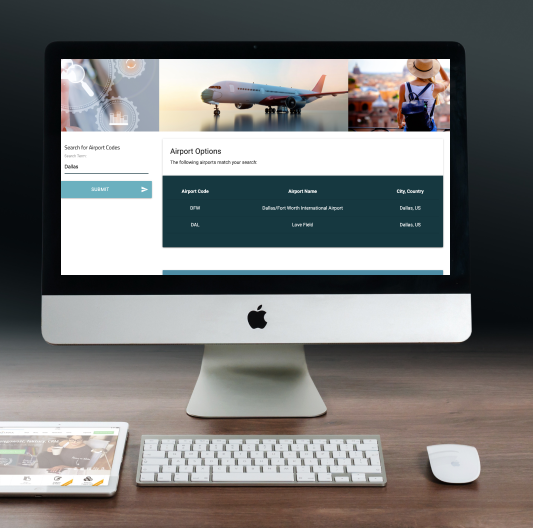 Search for Airport Codes
Search Term
Dallas
SUBMIT
Airport Options
The following airports match your search:
Airport Code Airport Name City, Country
DFW Dallas/Fort Worth International Airport Dallas, US
DAL Love Field Dallas, US